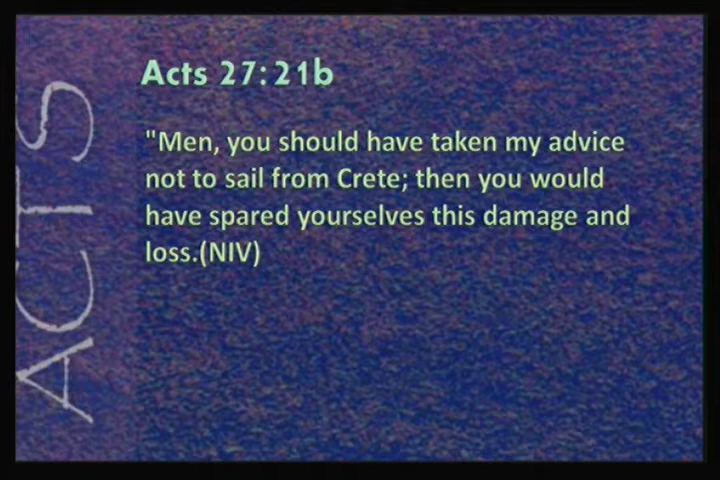 ACTS
Acts 27:21b
"Men, you should have taken my advice
not to sail from Crete; then you would
have spared yourselves this damage and
loss.(NIV)